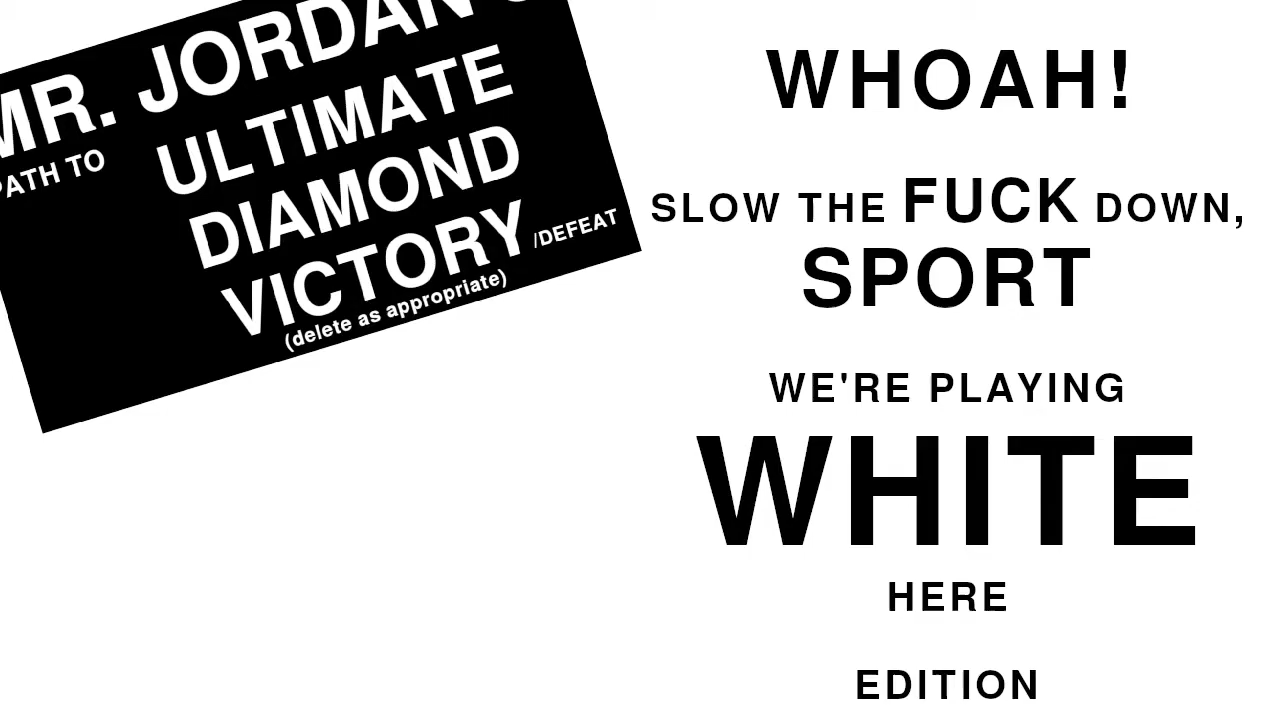 MR. JORDAN'S
PATH TO
ULTIMATE
DIAMOND
VICTORY/DEFEAT
(delete as appropriate)
WHOAH!
SLOW THE FUCK DOWN,
SPORT
WE'RE PLAYING
WHITE
HERE
EDITION